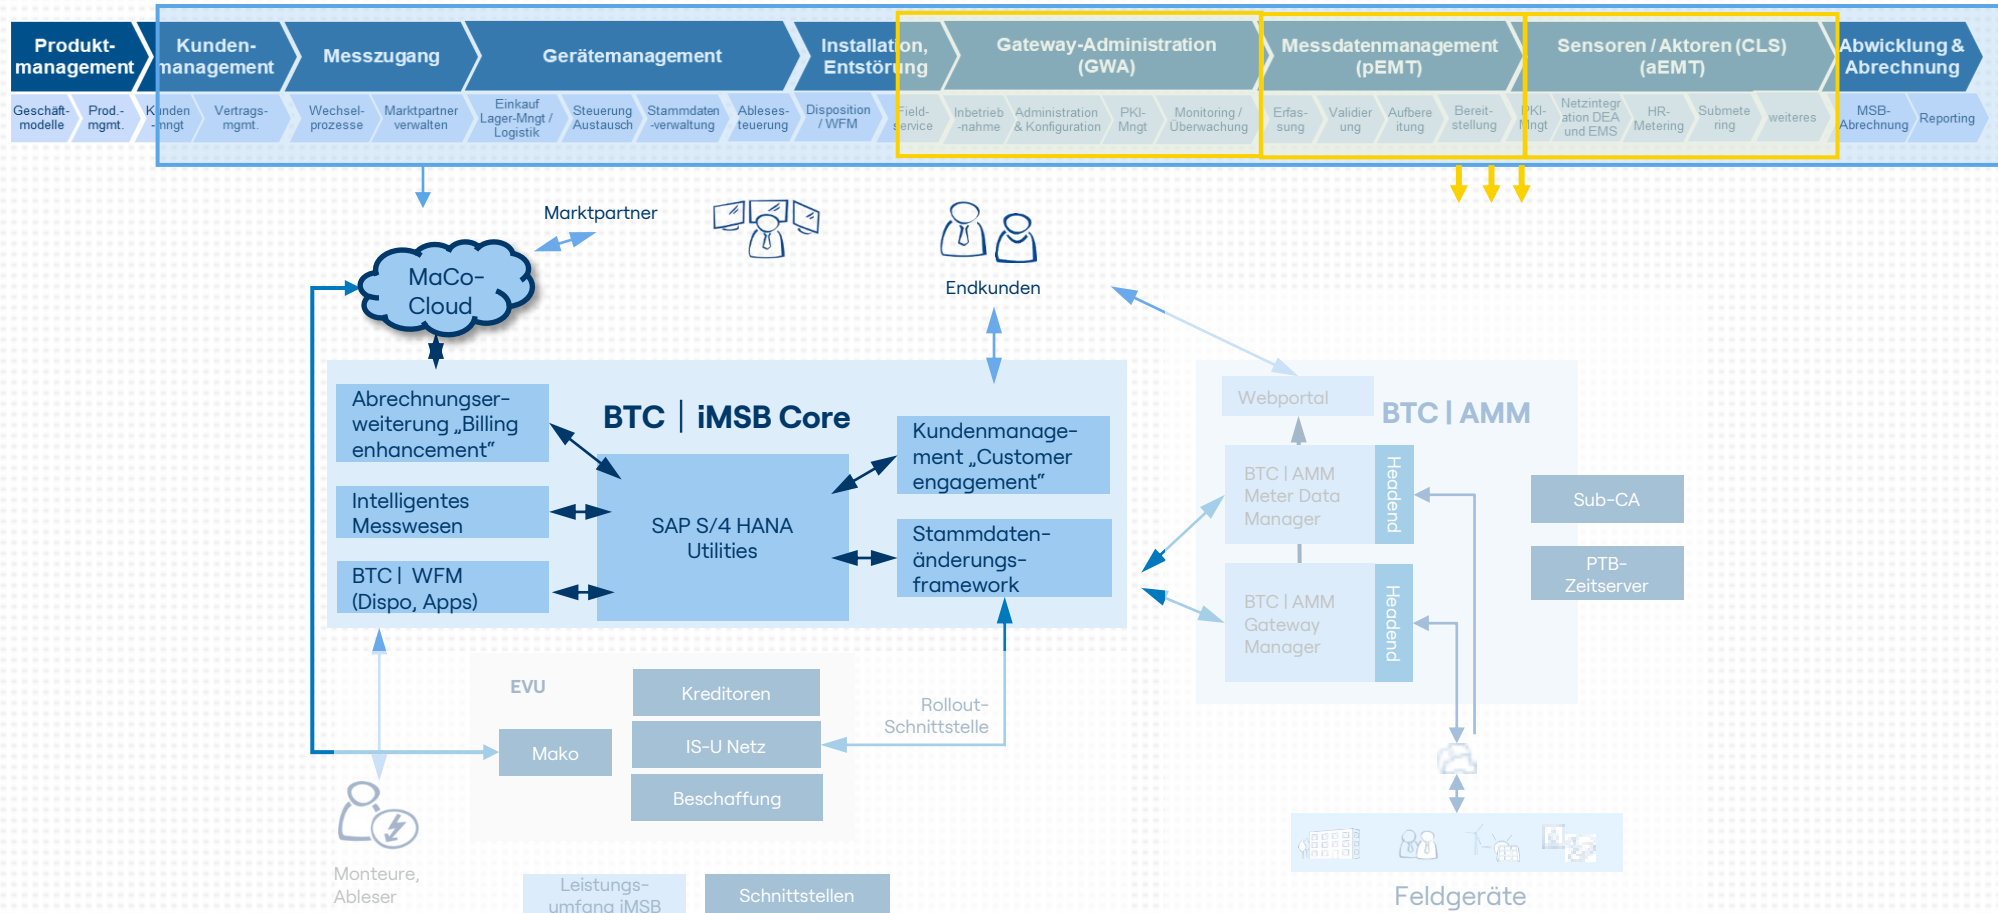 Produkt-
management
Kunden-
management
Messzugang
Gerätemanagement
Installation,
Entstörung
Gateway-Administration
(GWA)
Messdatenmanagement
(pEMT)
Sensoren / Aktoren (CLS)
(aEMT)
Abwicklung &
Abrechnung
Geschäft-
modelle
Prod.-
mgmt.
Kunden
-mngt
Vertrags-
mgmt.
Wechsel-
prozesse
Marktpartner
verwalten
Einkauf
Lager-Mngt /
Logistik
Steuerung
Austausch
Stammdaten
-verwaltung
Ableses-
teuerung
Disposition
/ WFM
Field-
service
Inbetrieb
-nahme
Administration
& Konfiguration
PKI-
Mngt
Monitoring /
Überwachung
Erfas-
sung
Validier
ung
Aufbere
itung
Bereit-
stellung
PKI-
Mngt
Netzintegr
ation DEA
und EMS
HR-
Metering
Submete
ring
weiteres
MSB-
Abrechnung
Reporting
Marktpartner
MaCo-
Cloud
Endkunden
BTC | iMSB Core
Abrechnungser-
weiterung „Billing
enhancement“
Intelligentes
Messwesen
BTC | WFM
(Dispo, Apps)
SAP S/4 HANA
Utilities
Kundenmanage-
ment „Customer
engagement“
Stammdaten-
änderungs-
framework
Webportal
BTC | AMM
BTC | AMM
Meter Data
Manager
Headend
BTC | AMM
Gateway
Manager
Headend
Sub-CA
PTB-
Zeitserver
EVU
Kreditoren
IS-U Netz
Mako
Beschaffung
Rollout-
Schnittstelle
Monteure,
Ableser
Leistungs-
umfang iMSB
Schnittstellen
Feldgeräte